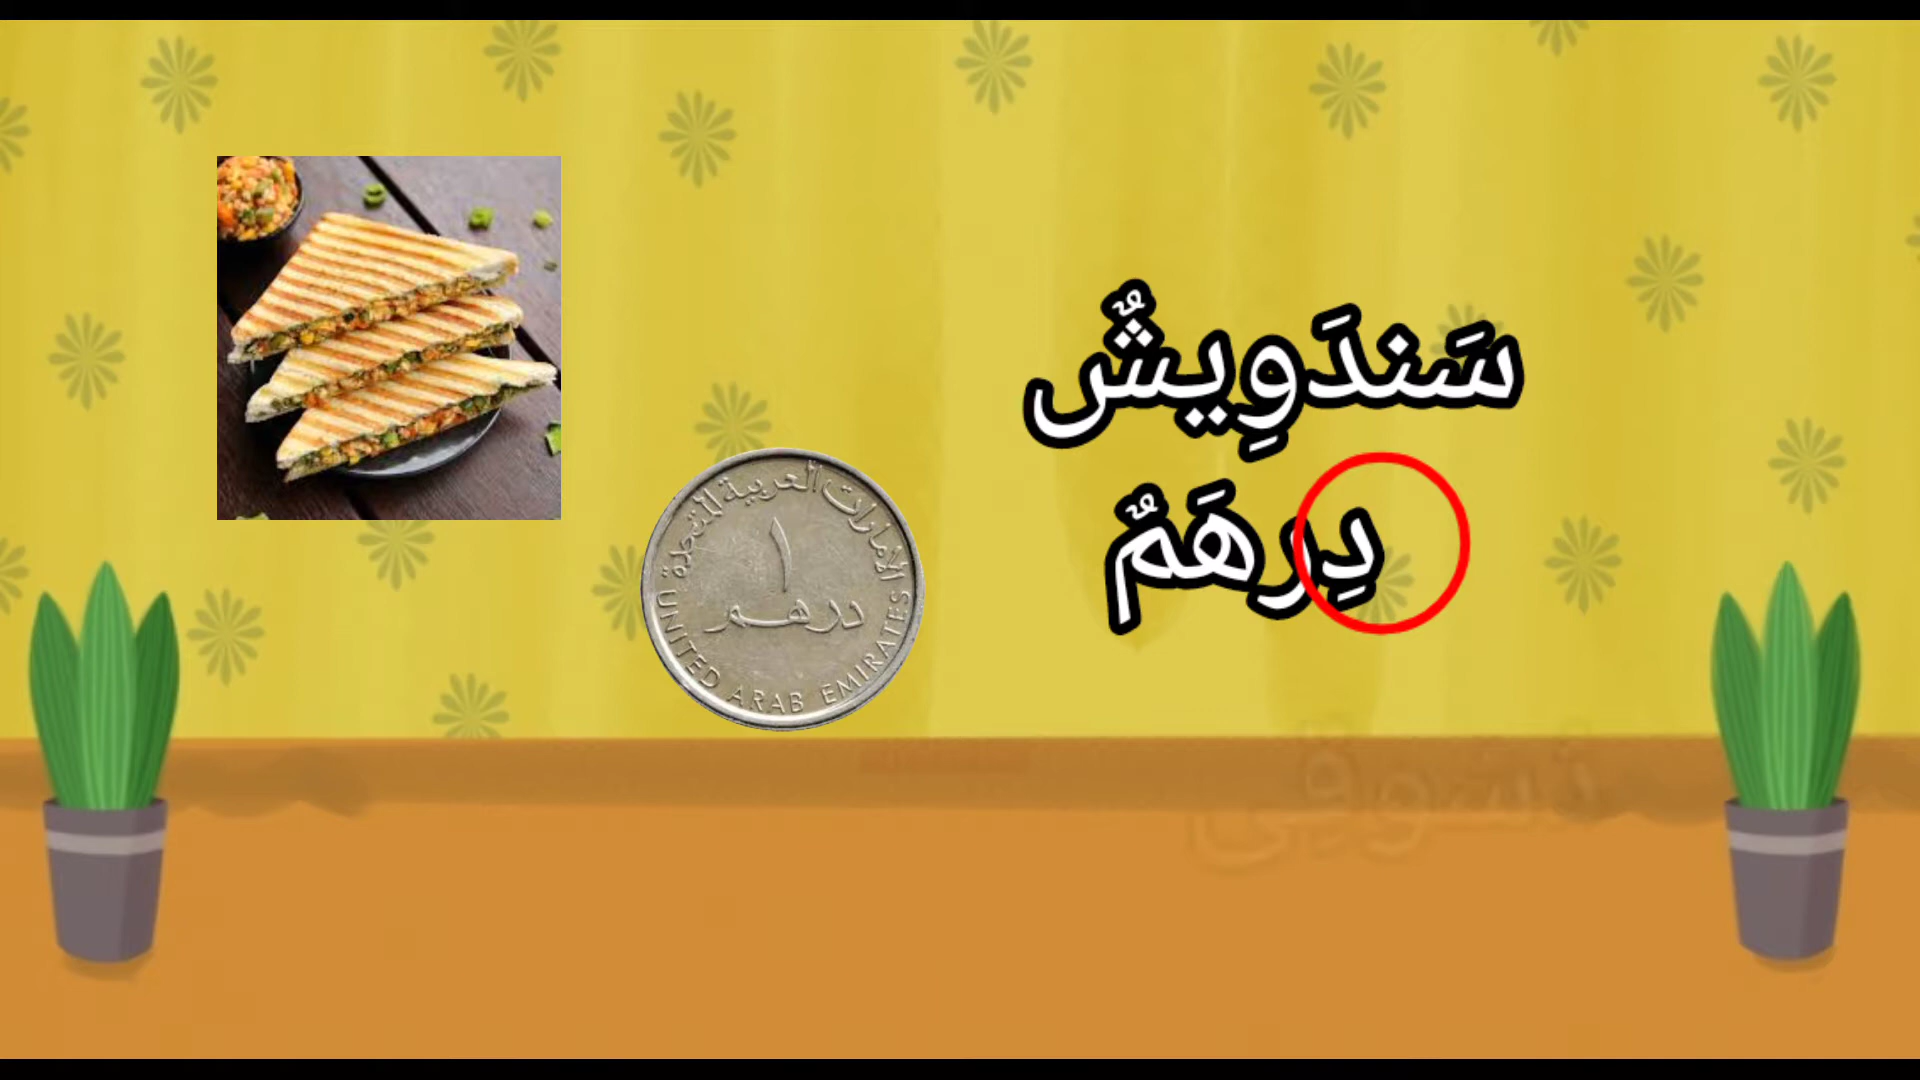 سَندَوِيشٌ
دِرهَمٌ
الإمارات العربية المتحدة
١
درهم
UNITED ARAB EMIRATES